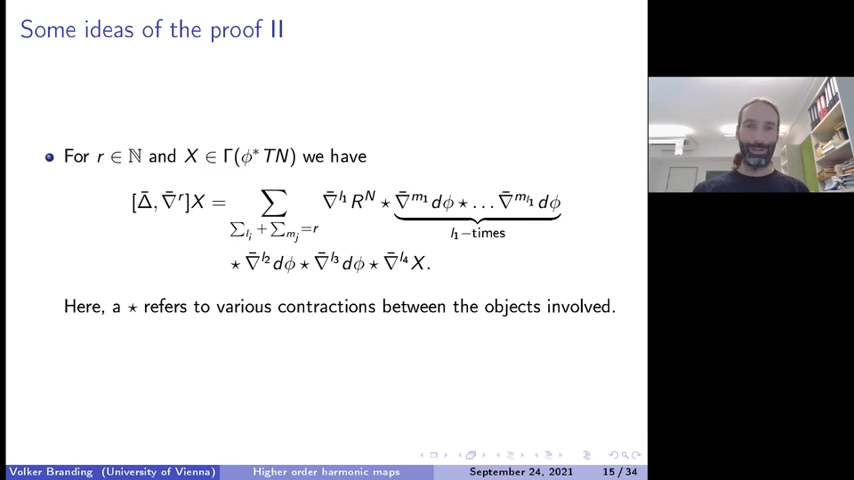 Some ideas of the proof II
For r ∈ ℕ and X ∈ Γ(ϕ*TN) we have
[Δ̄, ∇̄^r]X = ∑_{∑l_i+∑m_j=r} ∇̄^{l_1} R^N ⋆ ∇̄^{m_1} dϕ ⋆ … ∇̄^{m_{l_1}} dϕ
l_1−times
⋆ ∇̄^{l_2} dϕ ⋆ ∇̄^{l_3} dϕ ⋆ ∇̄^{l_4} X.
Here, a ⋆ refers to various contractions between the objects involved.
Volker Branding (University of Vienna) Higher order harmonic maps September 24, 2021 15 / 34